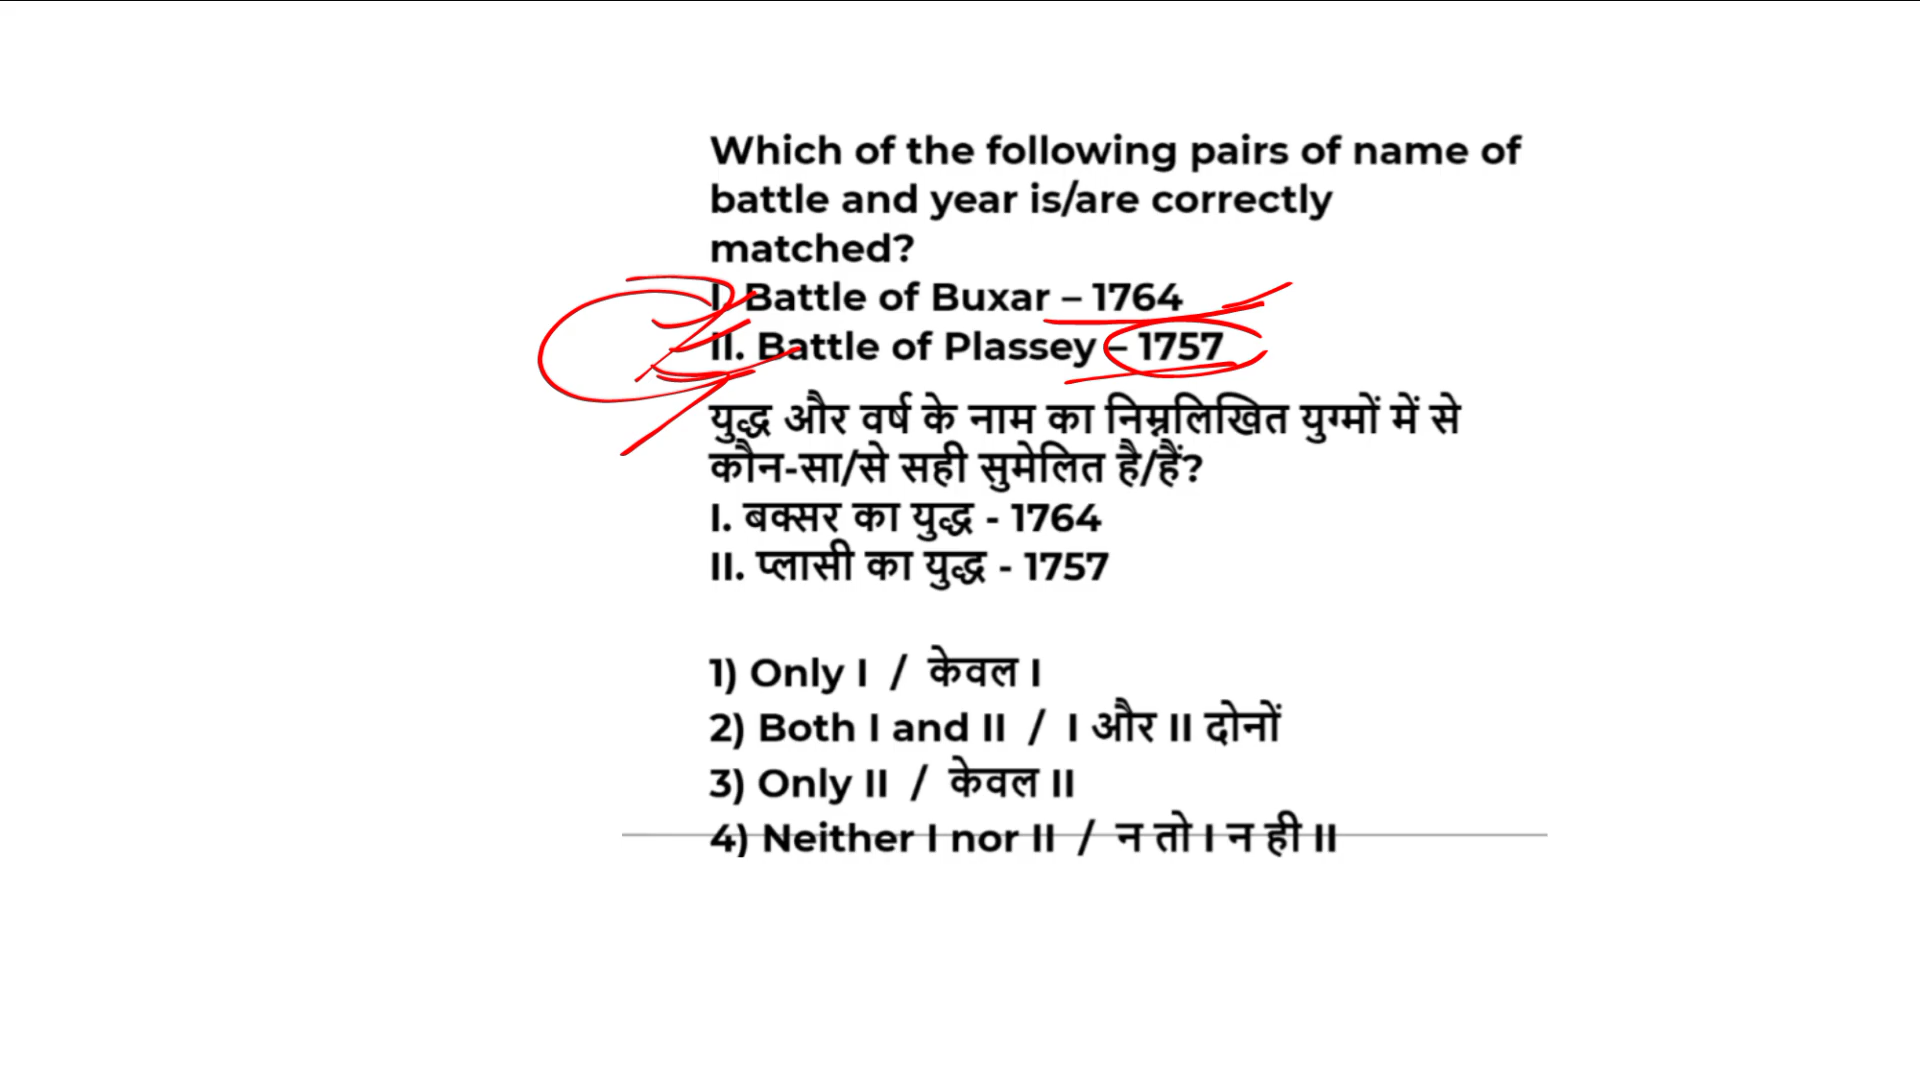 Which of the following pairs of name of
battle and year is/are correctly
matched?
I. Battle of Buxar – 1764
II. Battle of Plassey – 1757
युद्ध और वर्ष के नाम का निम्नलिखित युग्मों में से
कौन-सा/से सही सुमेलित है/हैं?
I. बक्सर का युद्ध - 1764
II. प्लासी का युद्ध - 1757
1) Only I / केवल I
2) Both I and II / I और II दोनों
3) Only II / केवल II
4) Neither I nor II / न तो I न ही II